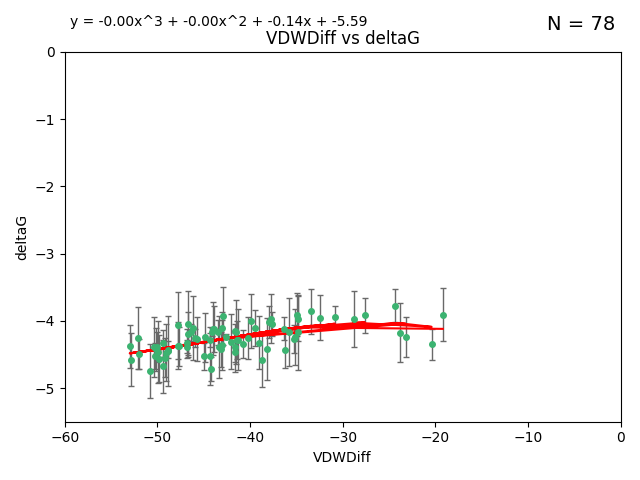 y = -0.00x^3 + -0.00x^2 + -0.14x + -5.59
N = 78
VDWDiff vs deltaG
0
−1
−2
−3
−4
−5
deltaG
−60 −50 −40 −30 −20 −10 0
VDWDiff